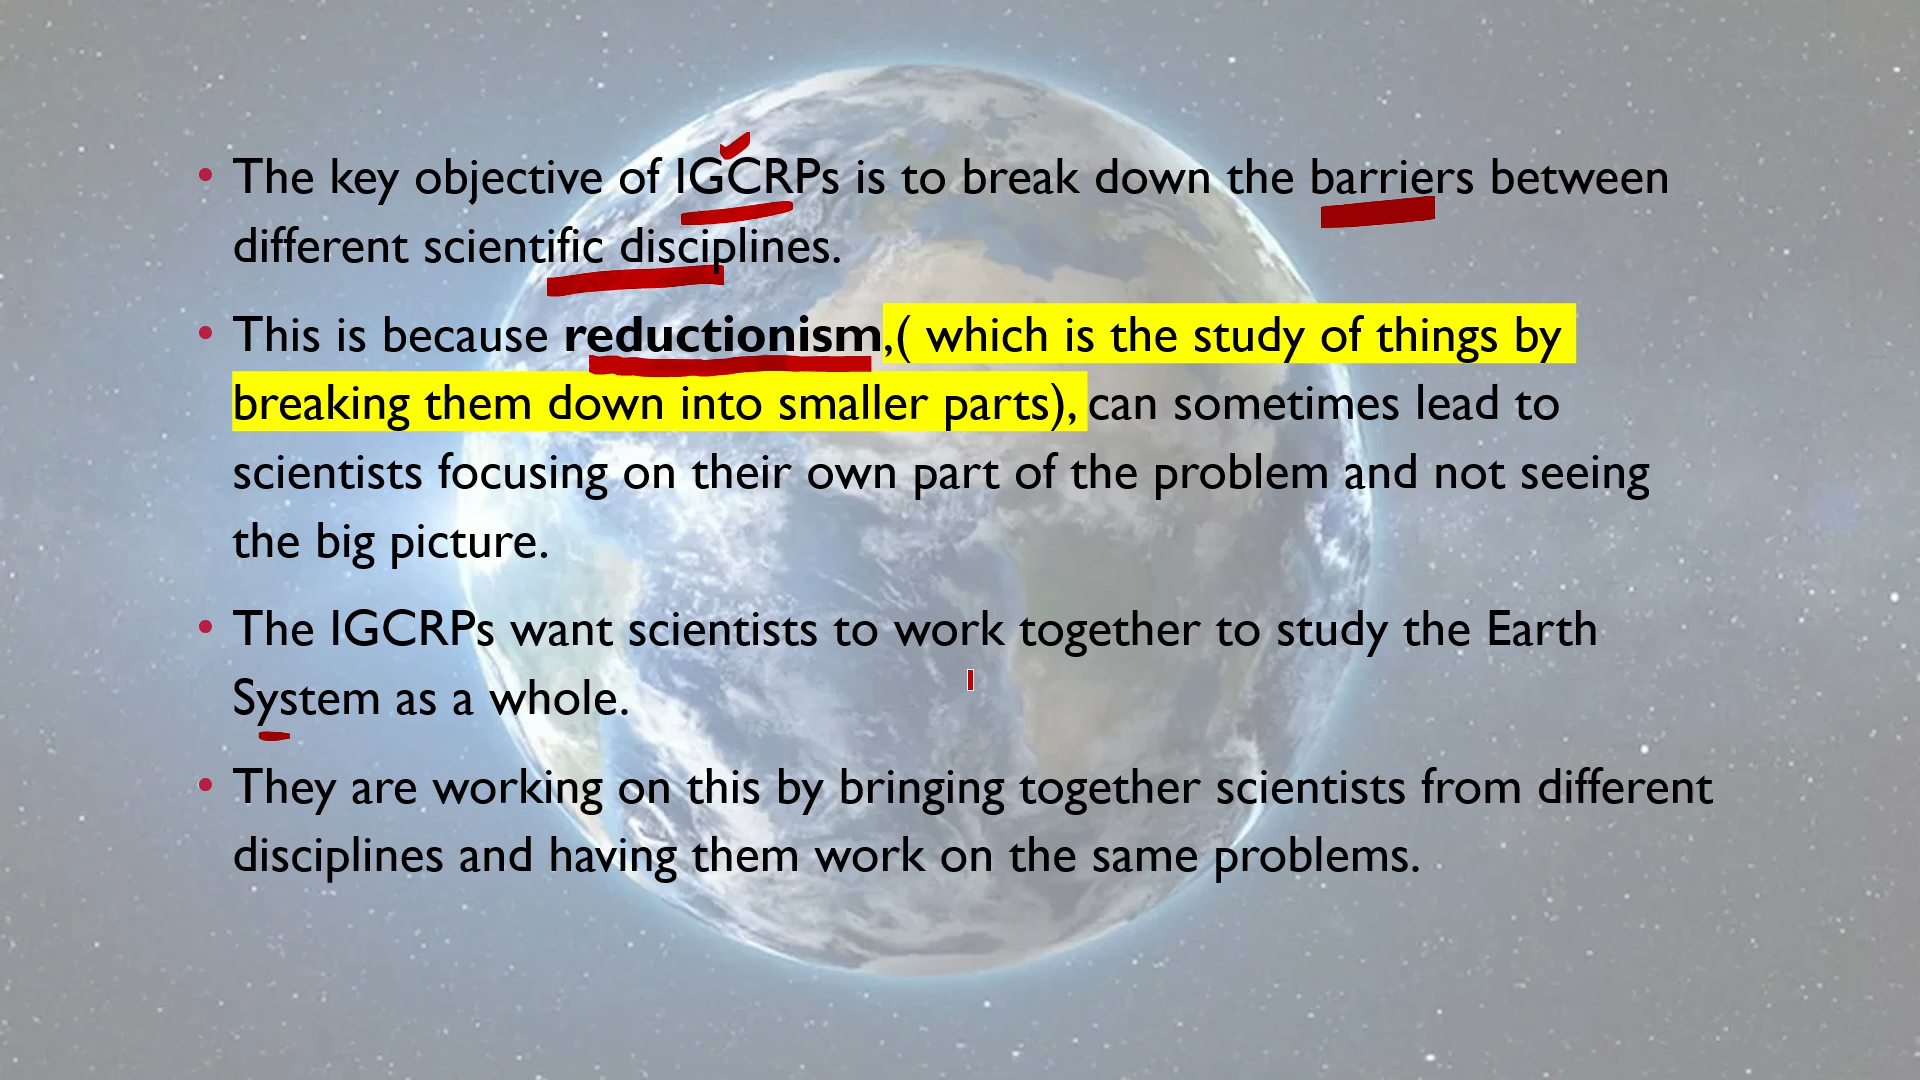 • The key objective of IGCRPs is to break down the barriers between
different scientific disciplines.
• This is because reductionism,( which is the study of things by
breaking them down into smaller parts), can sometimes lead to
scientists focusing on their own part of the problem and not seeing
the big picture.
• The IGCRPs want scientists to work together to study the Earth
System as a whole.
• They are working on this by bringing together scientists from different
disciplines and having them work on the same problems.